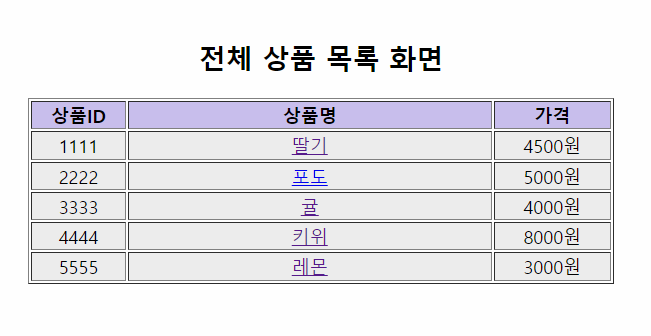 전체 상품 목록 화면
상품ID 상품명 가격
1111 딸기 4500원
2222 포도 5000원
3333 귤 4000원
4444 키위 8000원
5555 레몬 3000원